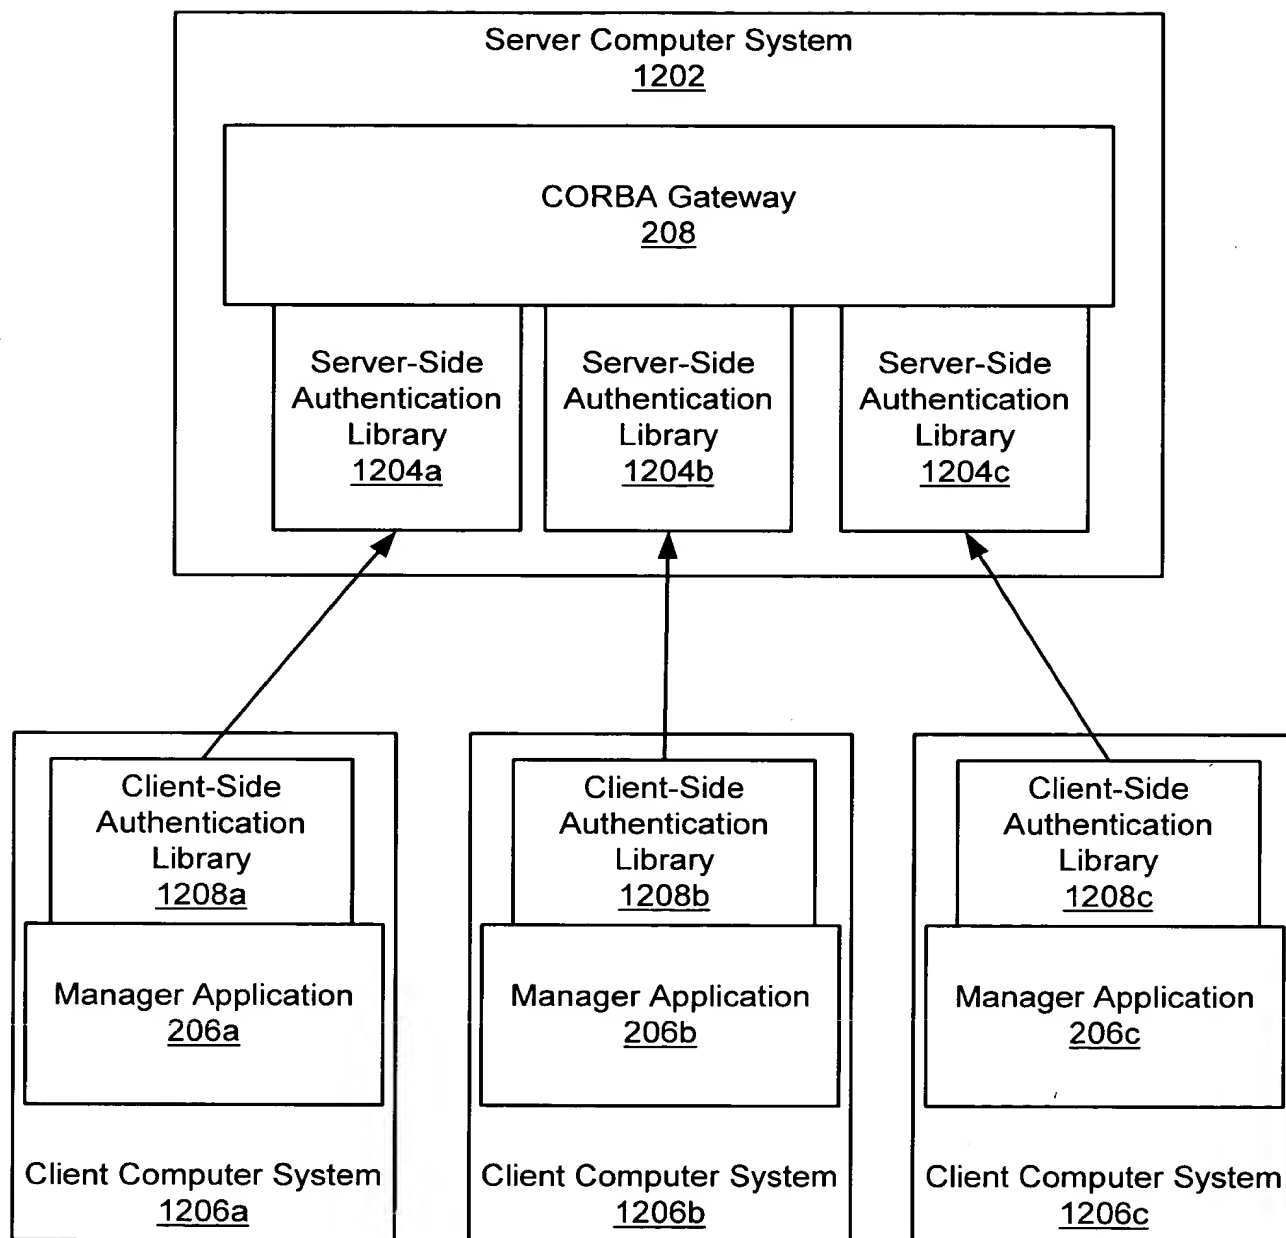 Server Computer System
1202
CORBA Gateway
208
Server-Side
Authentication
Library
1204a
Server-Side
Authentication
Library
1204b
Server-Side
Authentication
Library
1204c
Client-Side
Authentication
Library
1208a
Manager Application
206a
Client Computer System
1206a
Client-Side
Authentication
Library
1208b
Manager Application
206b
Client Computer System
1206b
Client-Side
Authentication
Library
1208c
Manager Application
206c
Client Computer System
1206c